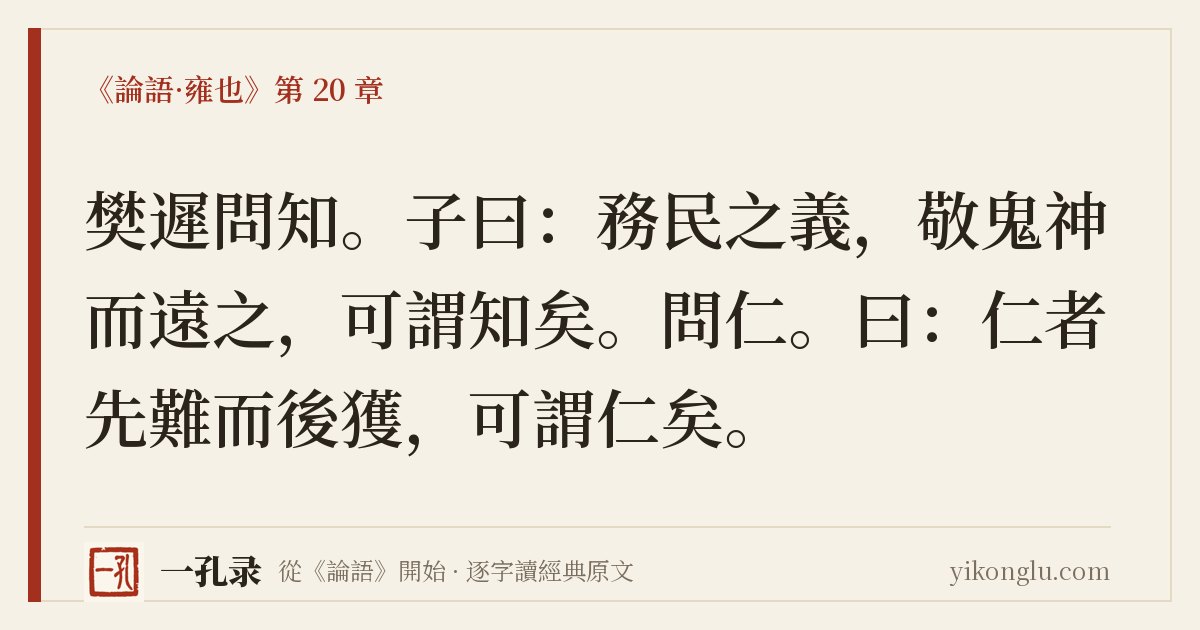 《論語·雍也》第 20 章
樊遲問知。子曰：務民之義，敬鬼神
而遠之，可謂知矣。問仁。曰：仁者
先難而後獲，可謂仁矣。
一孔
一孔录 從《論語》開始 · 逐字讀經典原文 yikonglu.com